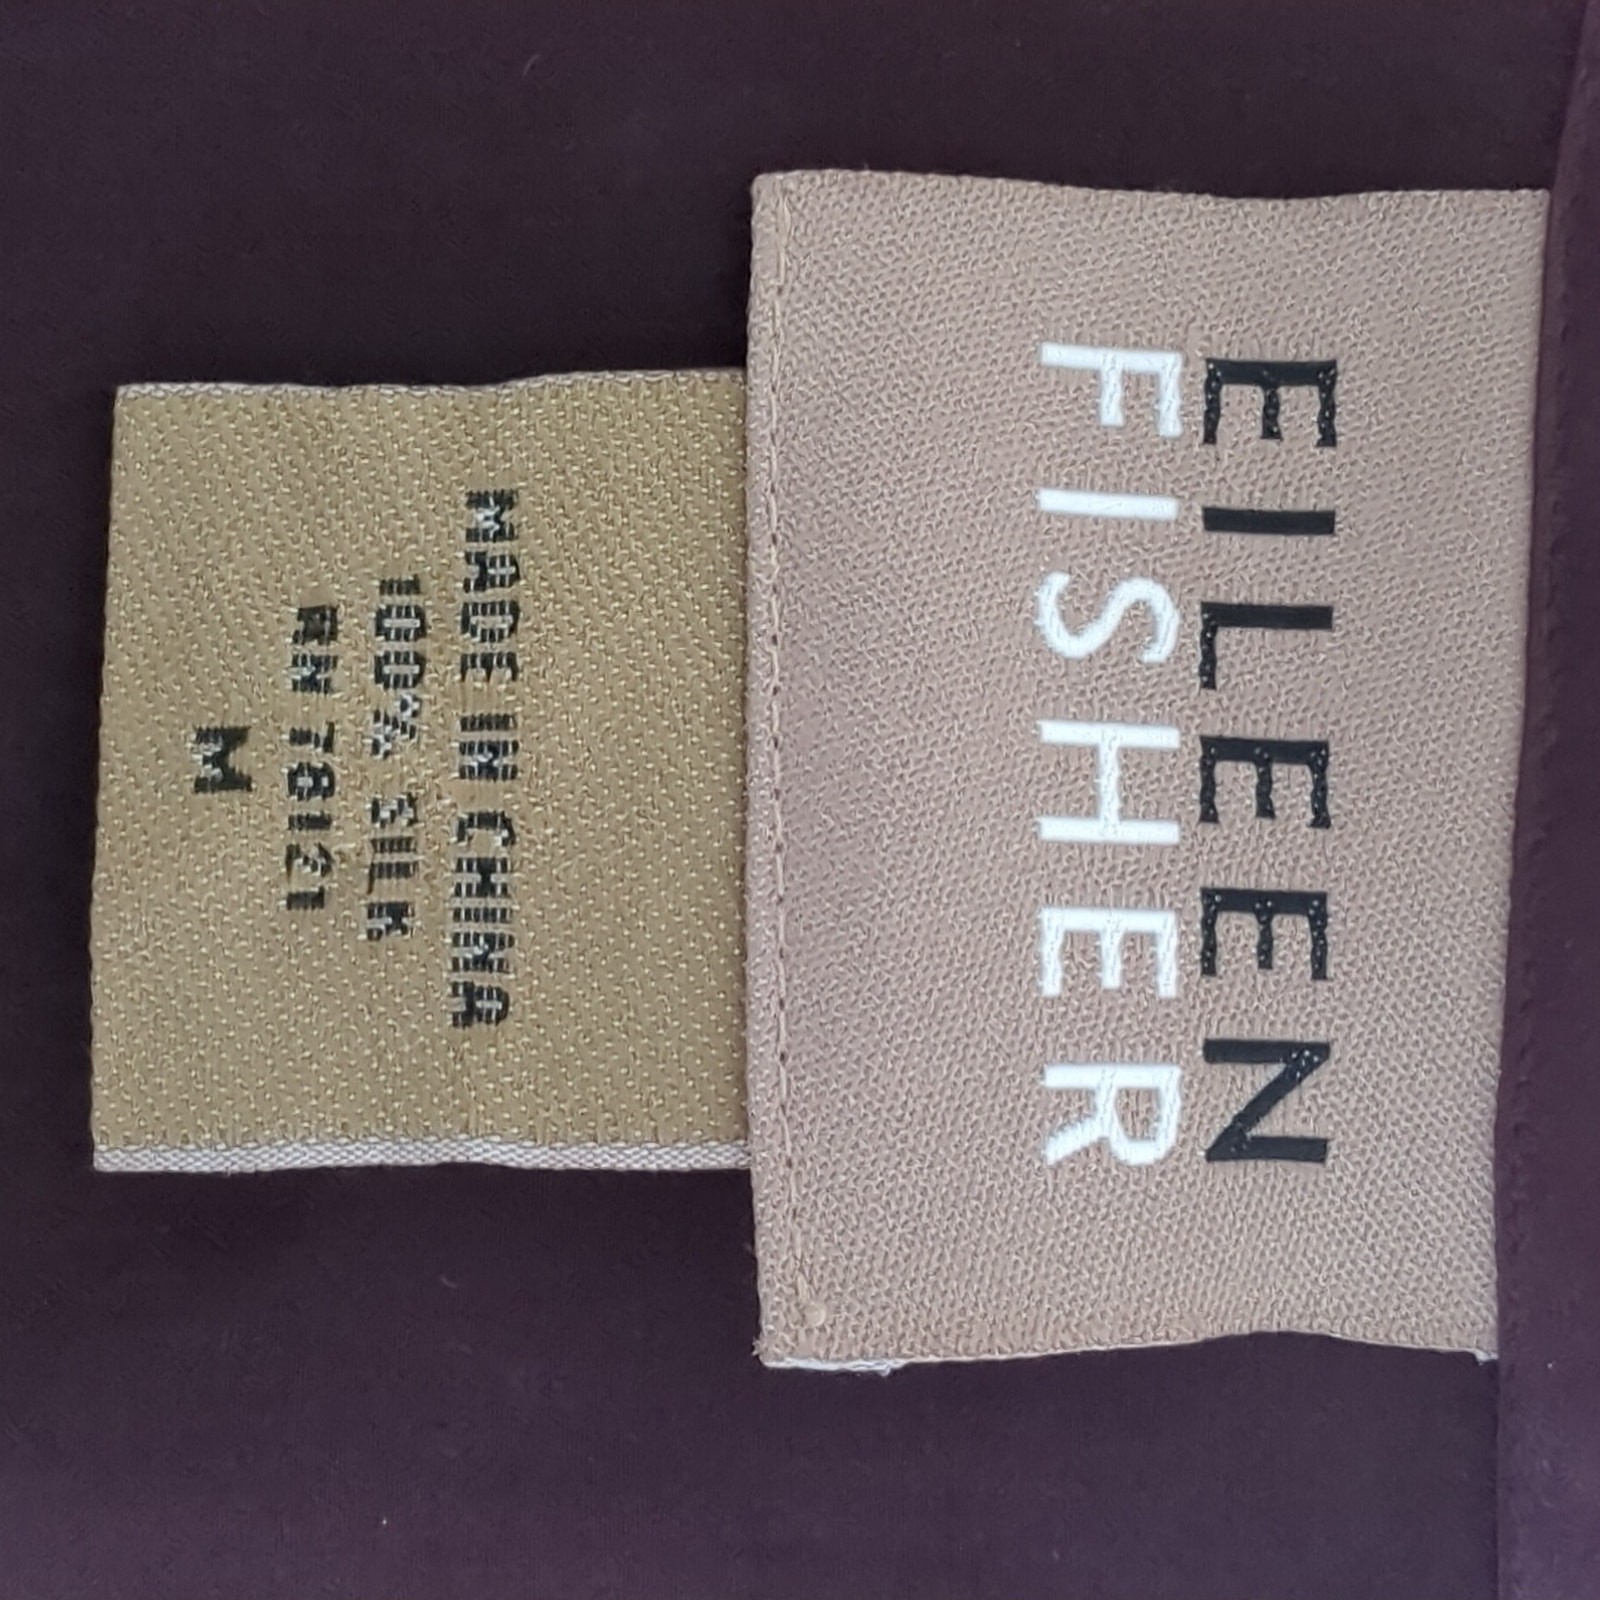 EILEEN
FISHER
MADE IN CHINA
100% SILK
RN 78121
M